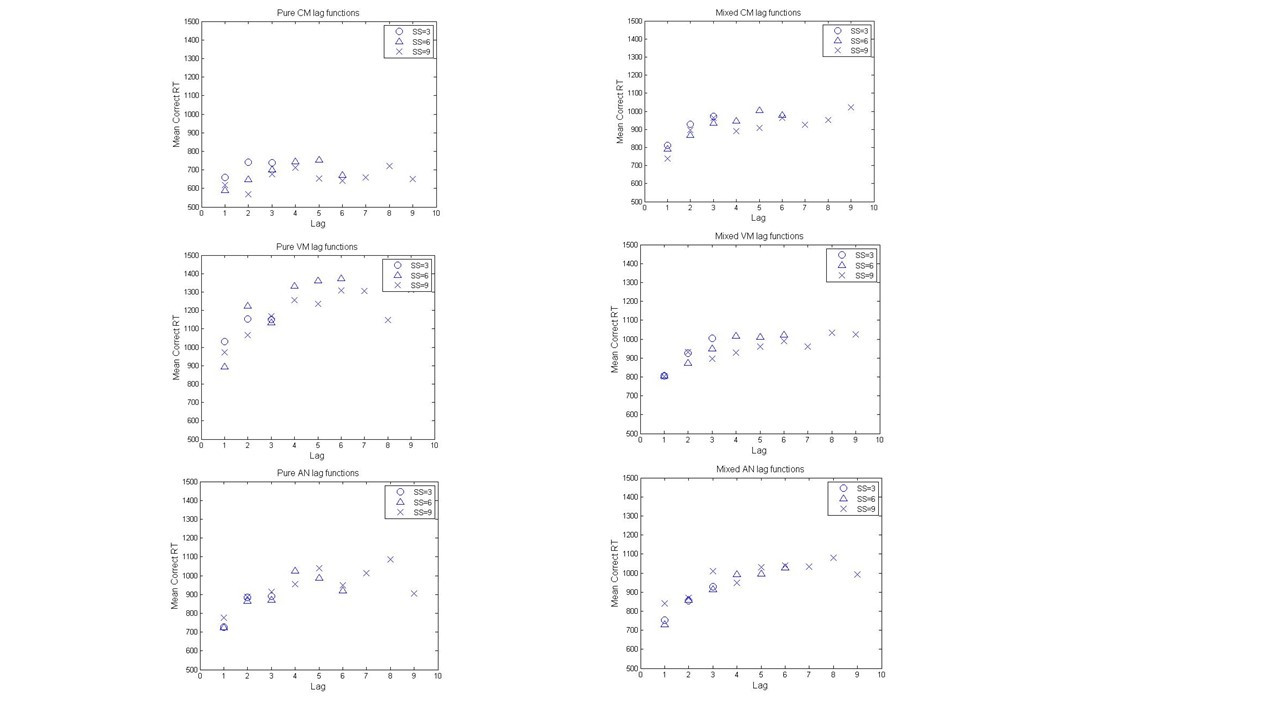 Pure CM lag functions
1500
1400
1300
1200
1100
1000
900
800
700
600
500
Mean Correct RT
SS=3
SS=6
SS=9
0 1 2 3 4 5 6 7 8 9 10
Lag
Mixed CM lag functions
1500
1400
1300
1200
1100
1000
900
800
700
600
500
Mean Correct RT
SS=3
SS=6
SS=9
0 1 2 3 4 5 6 7 8 9 10
Lag
Pure VM lag functions
1500
1400
1300
1200
1100
1000
900
800
700
600
500
Mean Correct RT
SS=3
SS=6
SS=9
0 1 2 3 4 5 6 7 8 9 10
Lag
Mixed VM lag functions
1500
1400
1300
1200
1100
1000
900
800
700
600
500
Mean Correct RT
SS=3
SS=6
SS=9
0 1 2 3 4 5 6 7 8 9 10
Lag
Pure AN lag functions
1500
1400
1300
1200
1100
1000
900
800
700
600
500
Mean Correct RT
SS=3
SS=6
SS=9
0 1 2 3 4 5 6 7 8 9 10
Lag
Mixed AN lag functions
1500
1400
1300
1200
1100
1000
900
800
700
600
500
Mean Correct RT
SS=3
SS=6
SS=9
0 1 2 3 4 5 6 7 8 9 10
Lag